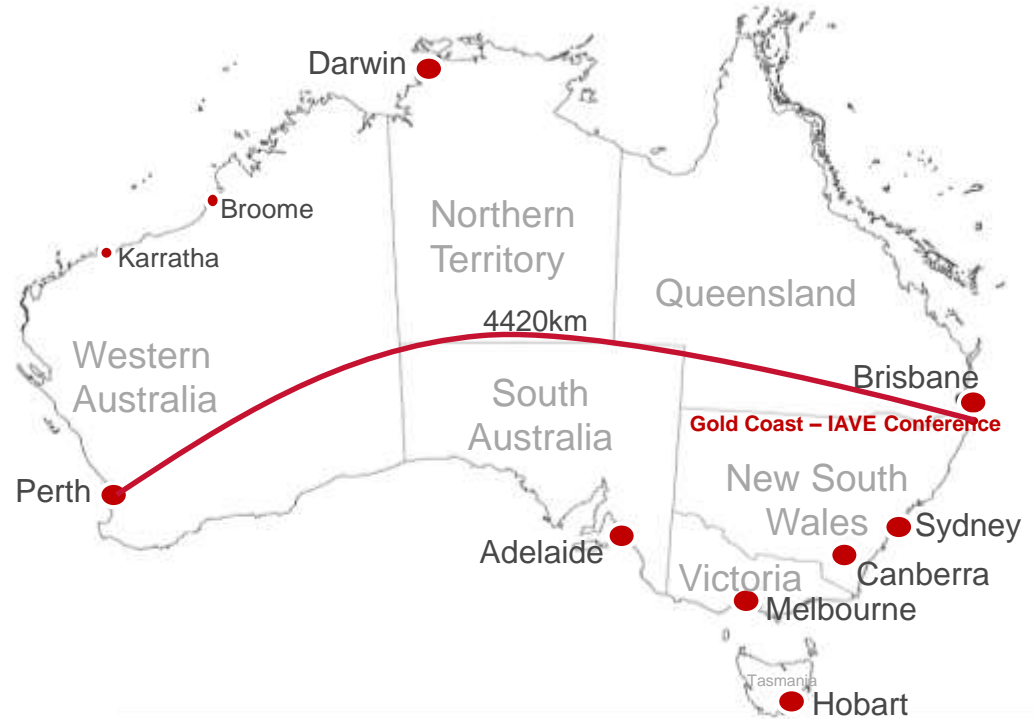 Darwin
Broome
Northern
Territory
Karratha
Queensland
4420km
Western
Australia
South
Australia
Brisbane
Gold Coast – IAVE Conference
Perth
New South
Wales
Sydney
Adelaide
Canberra
Victoria
Melbourne
Tasmania
Hobart